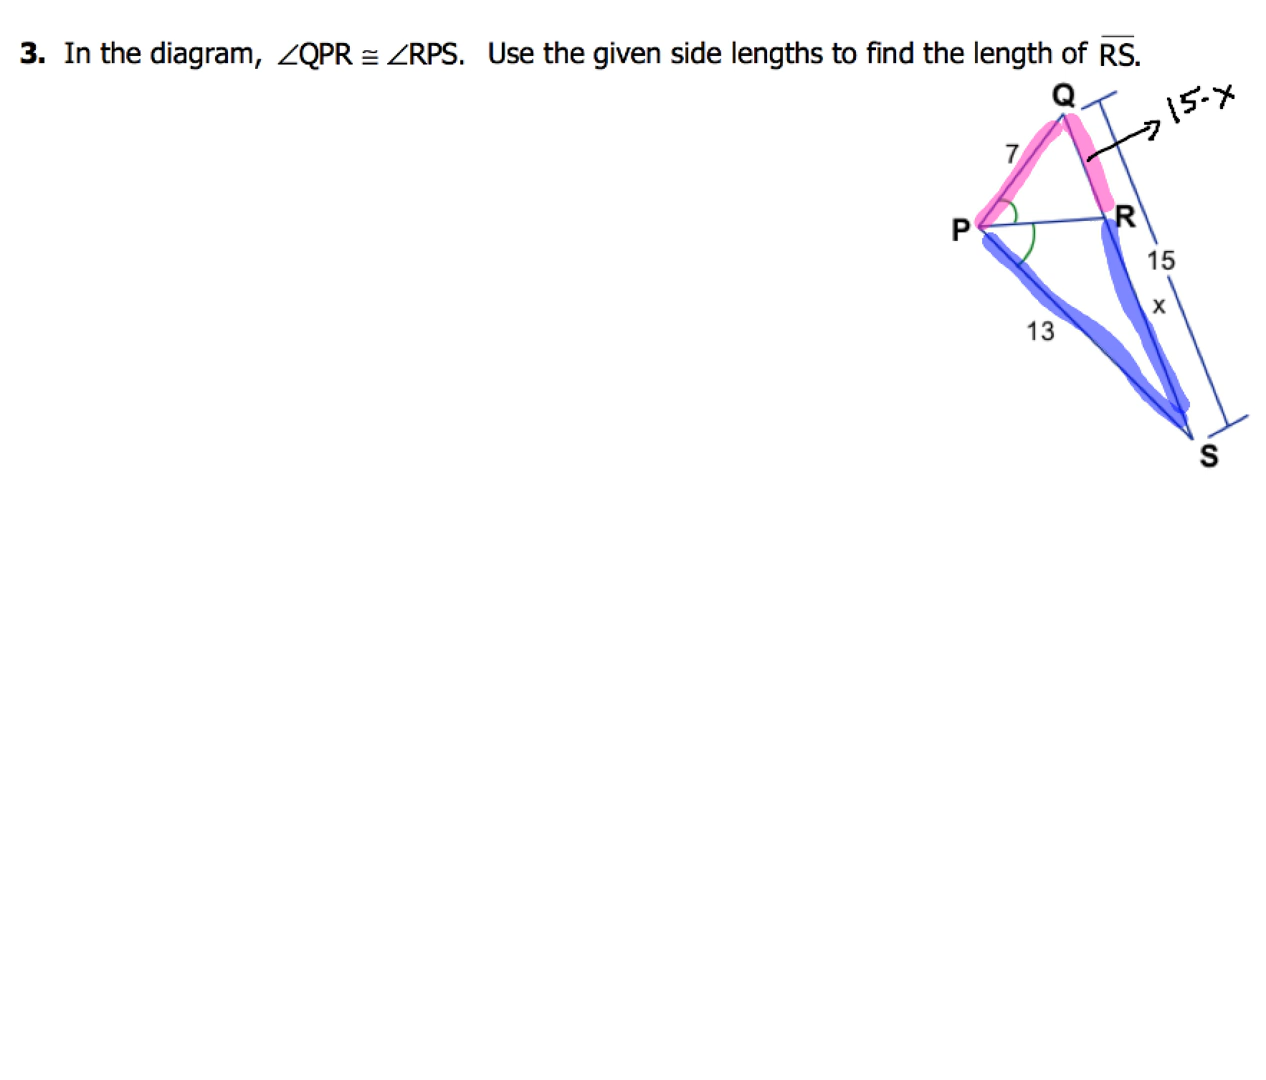 3. In the diagram, ∠QPR ≅ ∠RPS. Use the given side lengths to find the length of R̅S̅.
Q
15-x
7
P
R
15
x
13
S